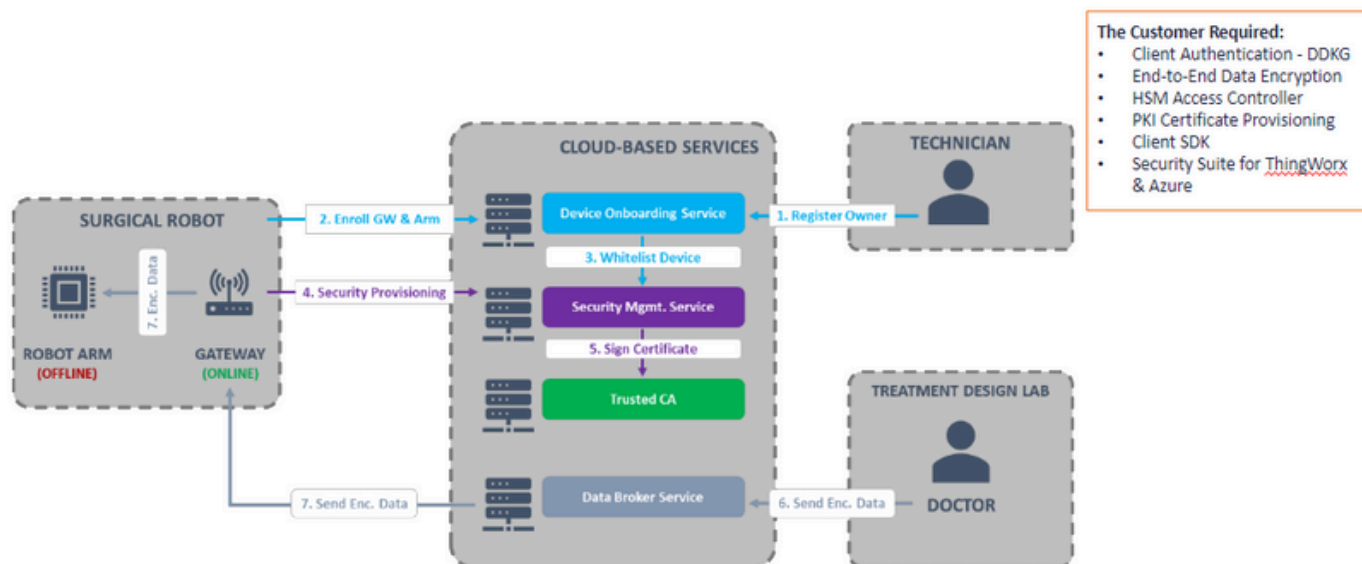 The Customer Required:
• Client Authentication - DDKG
• End-to-End Data Encryption
• HSM Access Controller
• PKI Certificate Provisioning
• Client SDK
• Security Suite for ThingWorx
& Azure
CLOUD-BASED SERVICES
TECHNICIAN
SURGICAL ROBOT
2. Enroll GW & Arm
Device Onboarding Service
1. Register Owner
3. Whitelist Device
7. Enc. Data
4. Security Provisioning
Security Mgmt. Service
5. Sign Certificate
ROBOT ARM
(OFFLINE)
GATEWAY
(ONLINE)
Trusted CA
TREATMENT DESIGN LAB
7. Send Enc. Data
Data Broker Service
6. Send Enc. Data
DOCTOR